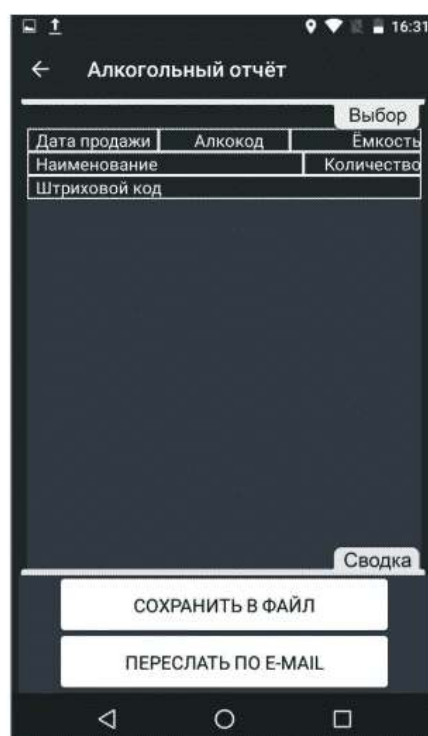 16:31
Алкогольный отчёт
Выбор
Дата продажи Алкокод Ёмкость
Наименование Количество
Штриховой код
Сводка
СОХРАНИТЬ В ФАЙЛ
ПЕРЕСЛАТЬ ПО E-MAIL